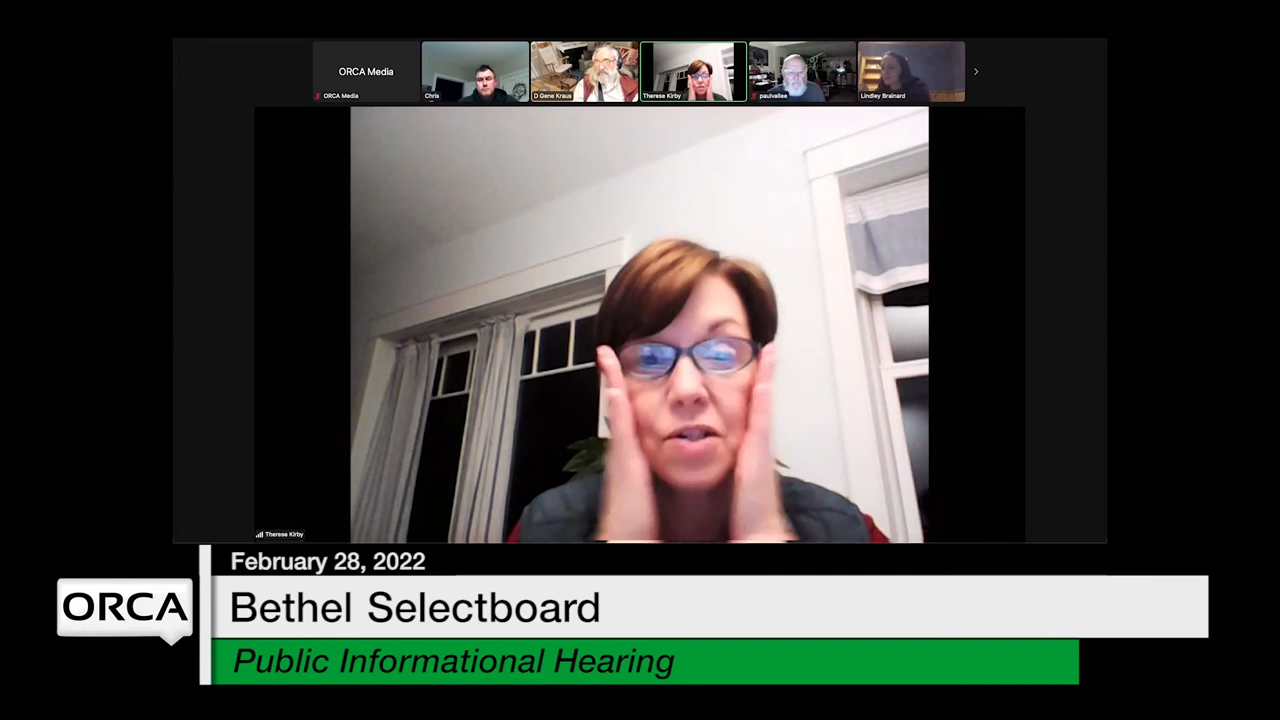 ORCA Media
ORCA Media
Chris
D Gene Kraus
Therese Kirby
paulvallee
Lindley Brainard
Therese Kirby
February 28, 2022
ORCA
Bethel Selectboard
Public Informational Hearing